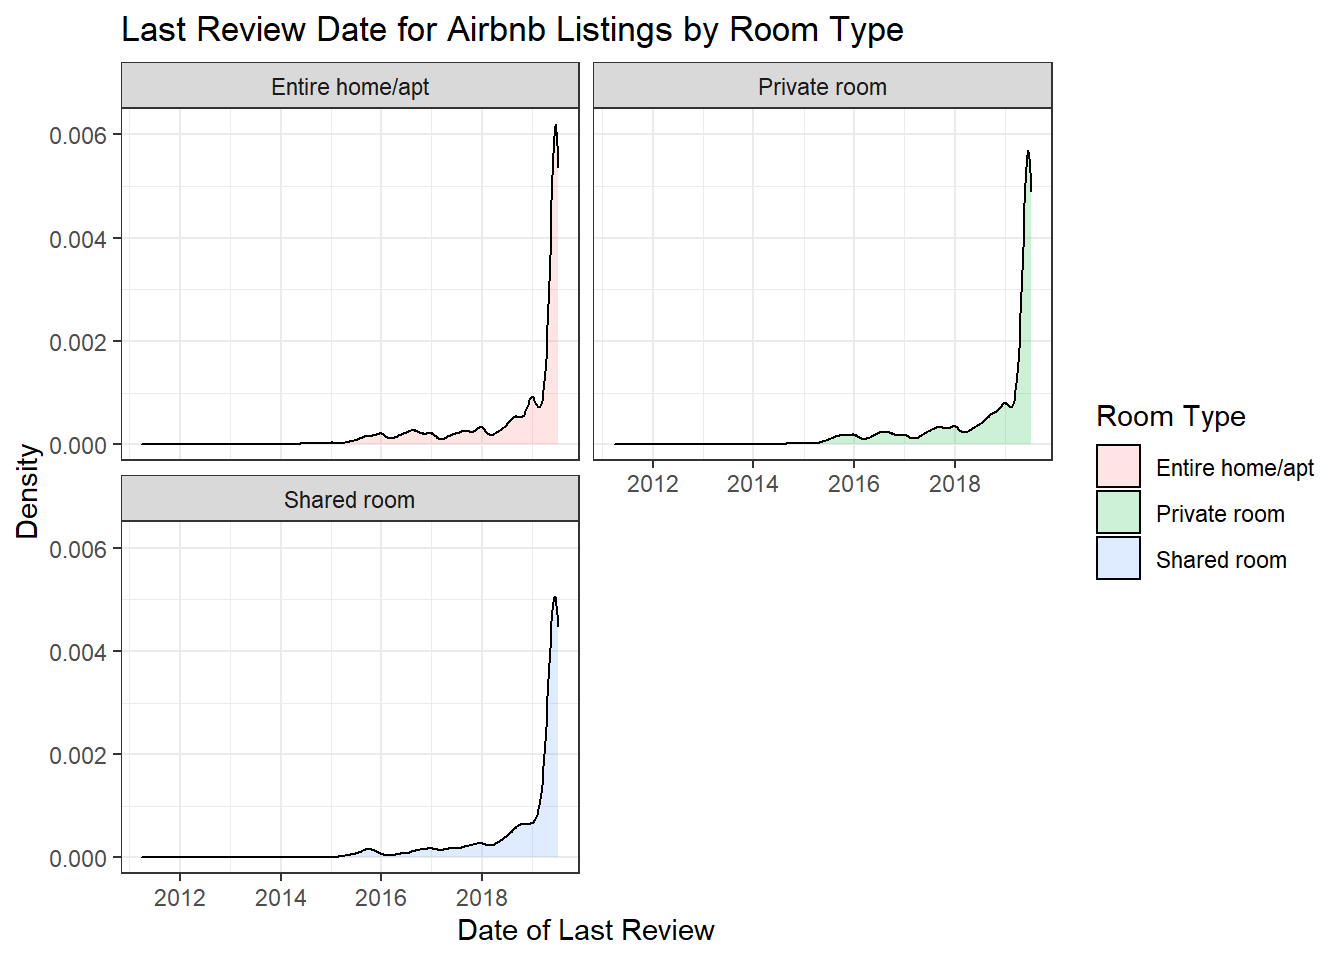 Last Review Date for Airbnb Listings by Room Type
Entire home/apt
Private room
0.006
0.004
0.002
0.000
2012 2014 2016 2018
Shared room
0.006
0.004
0.002
0.000
2012 2014 2016 2018
Density
Date of Last Review
Room Type
Entire home/apt
Private room
Shared room